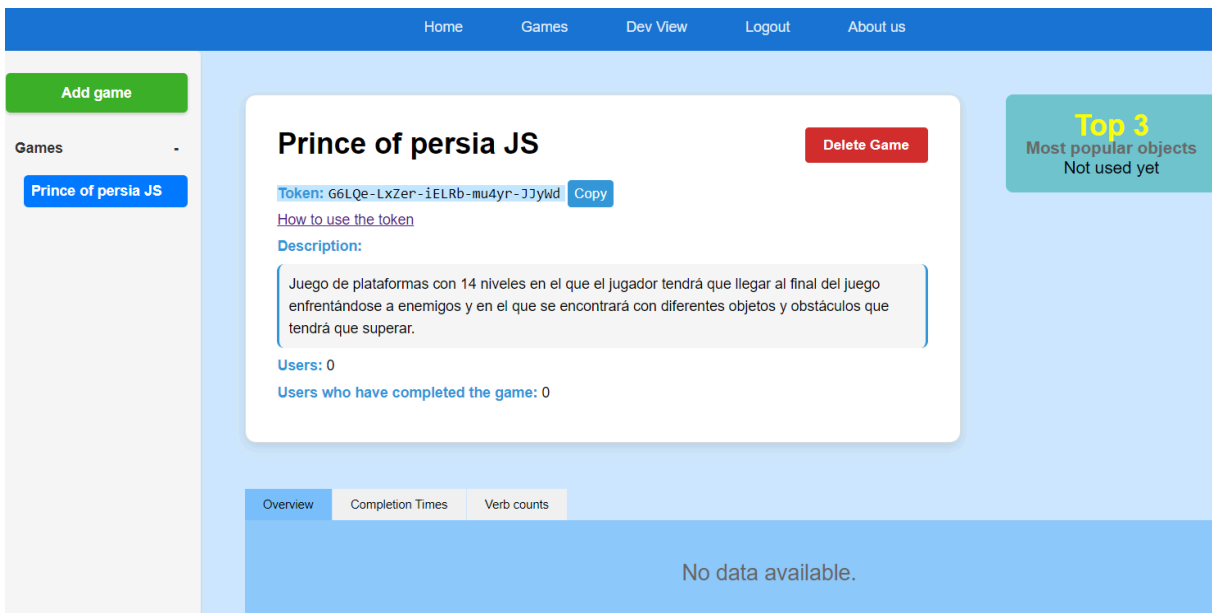 Home Games Dev View Logout About us
Add game
Games -
Prince of persia JS
Prince of persia JS
Delete Game
Token: G6LQe-LxZer-iELRb-mu4yr-JJyWd Copy
How to use the token
Description:
Juego de plataformas con 14 niveles en el que el jugador tendrá que llegar al final del juego
enfrentándose a enemigos y en el que se encontrará con diferentes objetos y obstáculos que
tendrá que superar.
Users: 0
Users who have completed the game: 0
Top 3
Most popular objects
Not used yet
Overview Completion Times Verb counts
No data available.